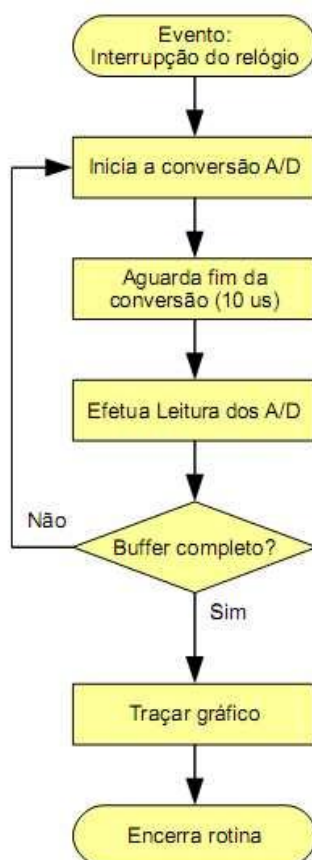 Evento:
Interrupção do relógio
Inicia a conversão A/D
Aguarda fim da
conversão (10 us)
Efetua Leitura dos A/D
Não
Buffer completo?
Sim
Traçar gráfico
Encerra rotina